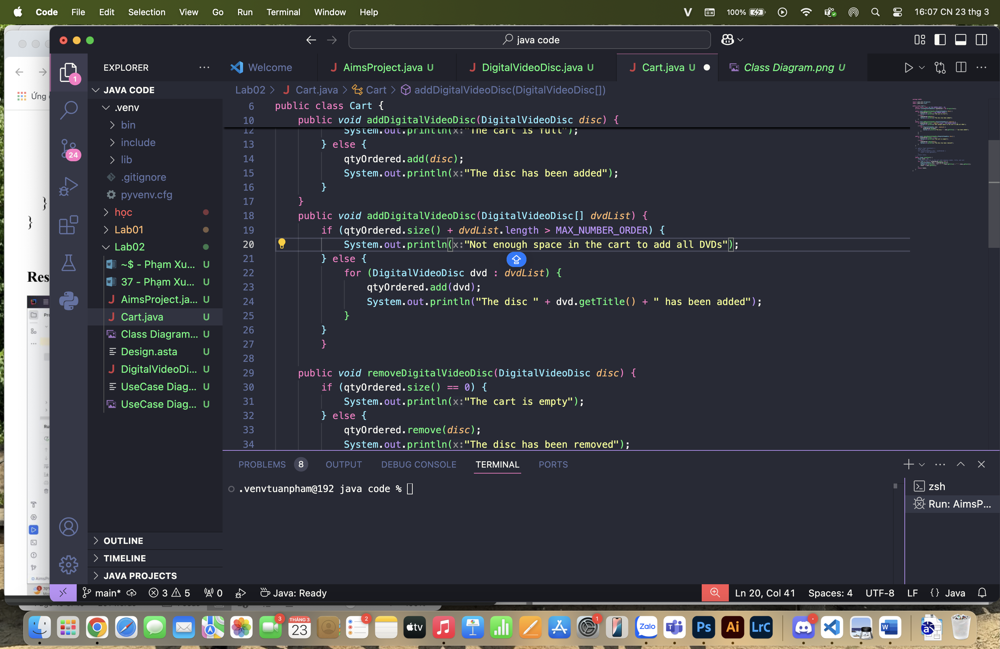 Code File Edit Selection View Go Run Terminal Window Help
100% 16:07 CN 23 thg 3
java code
EXPLORER
Welcome
AimsProject.java U
DigitalVideoDisc.java U
Cart.java U
Class Diagram.png U
Ứng
}
}
Res
JAVA CODE
.venv
bin
include
lib
.gitignore
pyvenv.cfg
học
Lab01
Lab02
~$ - Phạm Xu... U
37 - Phạm Xu... U
AimsProject.ja... U
Cart.java U
Class Diagram... U
Design.asta U
DigitalVideoDi... U
UseCase Diag... U
UseCase Diag... U
OUTLINE
TIMELINE
JAVA PROJECTS
1
24
Lab02 > Cart.java > Cart > addDigitalVideoDisc(DigitalVideoDisc[])
6 public class Cart {
10 public void addDigitalVideoDisc(DigitalVideoDisc disc) {
12 System.out.println(x:"The cart is full");
13 } else {
14 qtyOrdered.add(disc);
15 System.out.println(x:"The disc has been added");
16 }
17 }
18 public void addDigitalVideoDisc(DigitalVideoDisc[] dvdList) {
19 if (qtyOrdered.size() + dvdList.length > MAX_NUMBER_ORDER) {
20 System.out.println(x:"Not enough space in the cart to add all DVDs");
21 } else {
22 for (DigitalVideoDisc dvd : dvdList) {
23 qtyOrdered.add(dvd);
24 System.out.println("The disc " + dvd.getTitle() + " has been added");
25 }
26 }
27 }
28
29 public void removeDigitalVideoDisc(DigitalVideoDisc disc) {
30 if (qtyOrdered.size() == 0) {
31 System.out.println(x:"The cart is empty");
32 } else {
33 qtyOrdered.remove(disc);
34 System.out.println(x:"The disc has been removed");
PROBLEMS 8 OUTPUT DEBUG CONSOLE TERMINAL PORTS
.venvtuanpham@192 java code %
zsh
Run: AimsP...
main* 3 5 0 Java: Ready
Ln 20, Col 41 Spaces: 4 UTF-8 LF {} Java
3
THÁNG 3
23
2
tv
1
Zalo
Ps
Ai
LrC
W